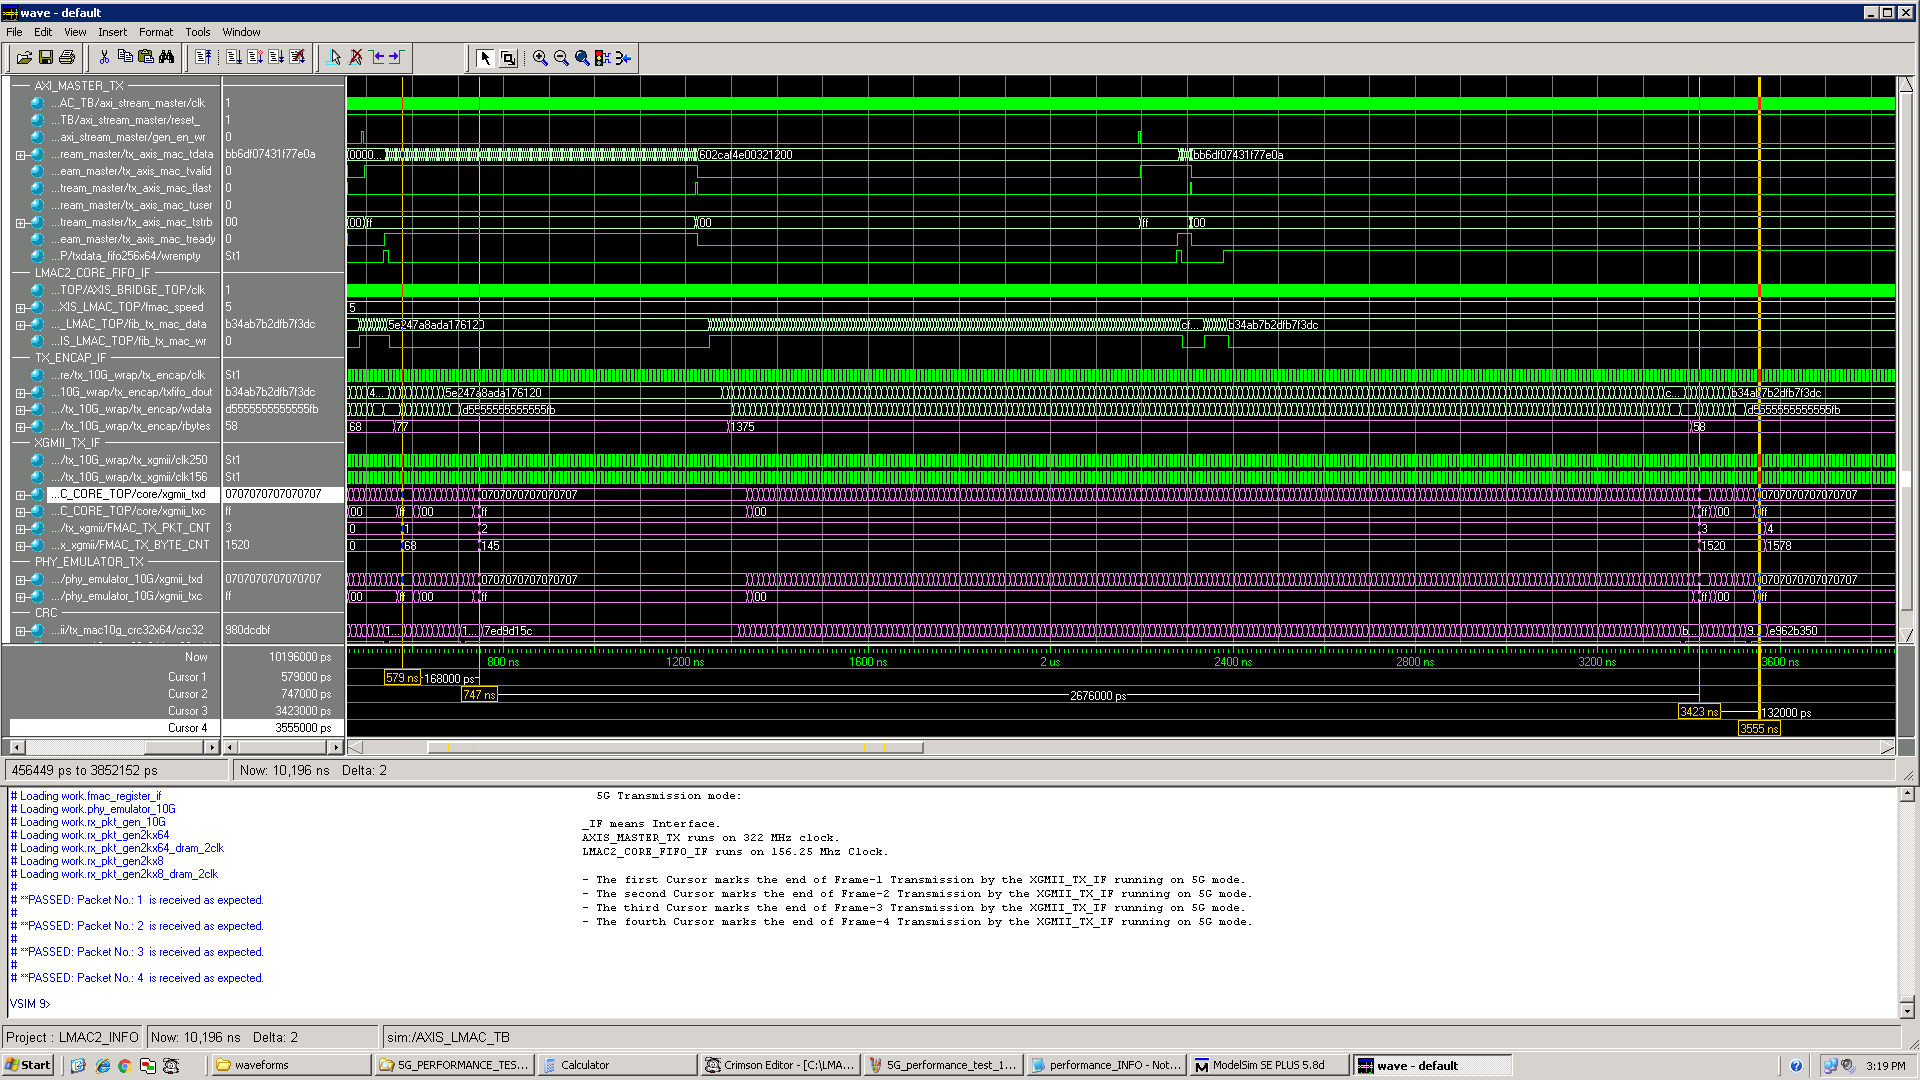 wave - default
File Edit View Insert Format Tools Window
AXI_MASTER_TX
...AC_TB/axi_stream_master/clk 1
...TB/axi_stream_master/reset_ 1
...axi_stream_master/gen_en_wr 0
...ream_master/tx_axis_mac_tdata bb6df07431f77e0a 0000... 602caf4e00321200 bb6df07431f77e0a
...eam_master/tx_axis_mac_tvalid 0
...tream_master/tx_axis_mac_tlast 0
...ream_master/tx_axis_mac_tuser 0
...tream_master/tx_axis_mac_tstrb 00 00 ff 00 ff 00
...eam_master/tx_axis_mac_tready 0
...P/txdata_fifo256x64/wrempty St1
LMAC2_CORE_FIFO_IF
...TOP/AXIS_BRIDGE_TOP/clk 1
...XIS_LMAC_TOP/fmac_speed 5 5
..._LMAC_TOP/fib_tx_mac_data b34ab7b2dfb7f3dc 5e247a8ada176120 cf... b34ab7b2dfb7f3dc
...IS_LMAC_TOP/fib_tx_mac_wr 0
TX_ENCAP_IF
...re/tx_10G_wrap/tx_encap/clk St1
...10G_wrap/tx_encap/txfifo_dout b34ab7b2dfb7f3dc 4... 5e247a8ada176120 c... b34ab7b2dfb7f3dc
.../tx_10G_wrap/tx_encap/wdata d5555555555555fb d5555555555555fb d5555555555555fb
.../tx_10G_wrap/tx_encap/rbytes 58 68 77 1375 58
XGMII_TX_IF
.../tx_10G_wrap/tx_xgmii/clk250 St1
.../tx_10G_wrap/tx_xgmii/clk156 St1
...C_CORE_TOP/core/xgmii_txd 0707070707070707 0707070707070707 0707070707070707
...C_CORE_TOP/core/xgmii_txc ff 00 ff 00 ff 00 ff 00 ff
.../tx_xgmii/FMAC_TX_PKT_CNT 3 0 1 2 3 4
...x_xgmii/FMAC_TX_BYTE_CNT 1520 0 68 145 1520 1578
PHY_EMULATOR_TX
.../phy_emulator_10G/xgmii_txd 0707070707070707 0707070707070707 0707070707070707
.../phy_emulator_10G/xgmii_txc ff 00 ff 00 ff 00 ff 00 ff
CRC
...ii/tx_mac10g_crc32x64/crc32 980dcdbf 1... 1... 7ed9d15c b... 9... e962b350
Now 10196000 ps 800 ns 1200 ns 1600 ns 2 us 2400 ns 2800 ns 3200 ns 3600 ns
Cursor 1 579000 ps 579 ns 168000 ps
Cursor 2 747000 ps 747 ns 2676000 ps
Cursor 3 3423000 ps 3423 ns 132000 ps
Cursor 4 3555000 ps 3555 ns
456449 ps to 3852152 ps Now: 10,196 ns Delta: 2
# Loading work.fmac_register_if
# Loading work.phy_emulator_10G
# Loading work.rx_pkt_gen_10G
# Loading work.rx_pkt_gen2kx64
# Loading work.rx_pkt_gen2kx64_dram_2clk
# Loading work.rx_pkt_gen2kx8
# Loading work.rx_pkt_gen2kx8_dram_2clk
#
# **PASSED: Packet No.: 1 is received as expected.
#
# **PASSED: Packet No.: 2 is received as expected.
#
# **PASSED: Packet No.: 3 is received as expected.
#
# **PASSED: Packet No.: 4 is received as expected.
VSIM 9>
5G Transmission mode:
_IF means Interface.
AXIS_MASTER_TX runs on 322 MHz clock.
LMAC2_CORE_FIFO_IF runs on 156.25 Mhz Clock.
- The first Cursor marks the end of Frame-1 Transmission by the XGMII_TX_IF running on 5G mode.
- The second Cursor marks the end of Frame-2 Transmission by the XGMII_TX_IF running on 5G mode.
- The third Cursor marks the end of Frame-3 Transmission by the XGMII_TX_IF running on 5G mode.
- The fourth Cursor marks the end of Frame-4 Transmission by the XGMII_TX_IF running on 5G mode.
Project : LMAC2_INFO Now: 10,196 ns Delta: 2 sim:/AXIS_LMAC_TB
Start waveforms 5G_PERFORMANCE_TES... Calculator Crimson Editor - [C:\LMA... 5G_performance_test_1... performance_INFO - Not... ModelSim SE PLUS 5.8d wave - default 3:19 PM